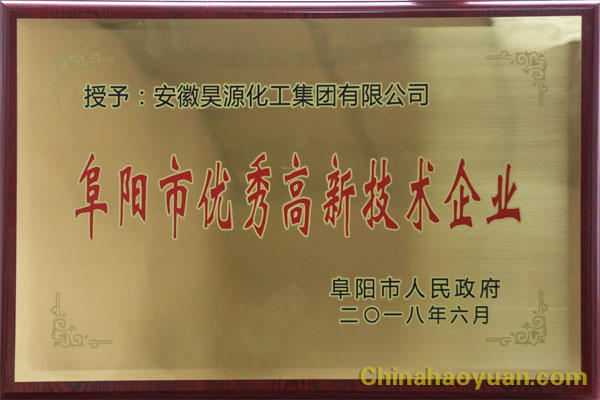 授予：安徽昊源化工集团有限公司
阜阳市优秀高新技术企业
阜阳市人民政府
二〇一八年六月
Chinahaoyuan.com